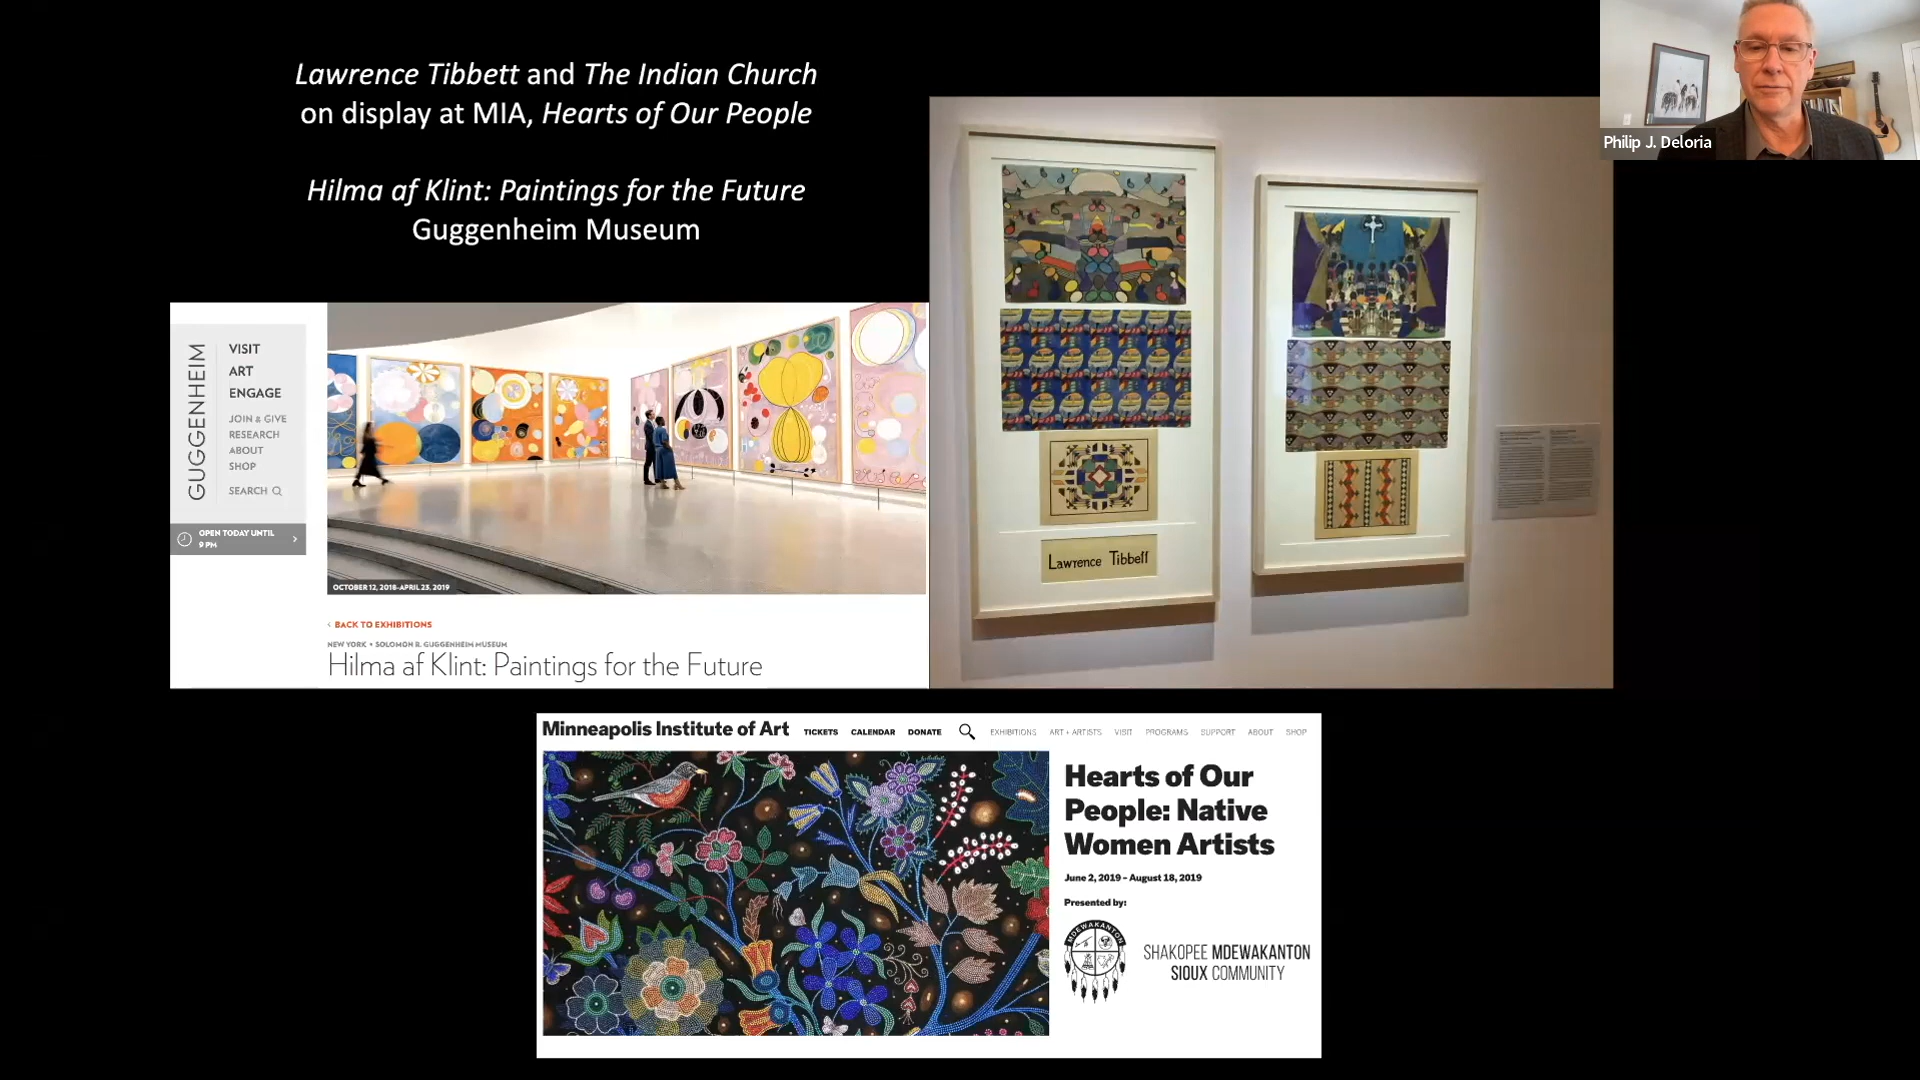 Lawrence Tibbett and The Indian Church
on display at MIA, Hearts of Our People
Hilma af Klint: Paintings for the Future
Guggenheim Museum
Philip J. Deloria
GUGGENHEIM
VISIT
ART
ENGAGE
JOIN & GIVE
RESEARCH
ABOUT
SHOP
SEARCH
OPEN TODAY UNTIL
9 PM
OCTOBER 12, 2018-APRIL 23, 2019
BACK TO EXHIBITIONS
NEW YORK • SOLOMON R. GUGGENHEIM MUSEUM
Hilma af Klint: Paintings for the Future
Lawrence Tibbett
Minneapolis Institute of Art TICKETS CALENDAR DONATE EXHIBITIONS ART + ARTISTS VISIT PROGRAMS SUPPORT ABOUT SHOP
Hearts of Our
People: Native
Women Artists
June 2, 2019 – August 18, 2019
Presented by:
MDEWAKANTON
SHAKOPEE MDEWAKANTON
SIOUX COMMUNITY